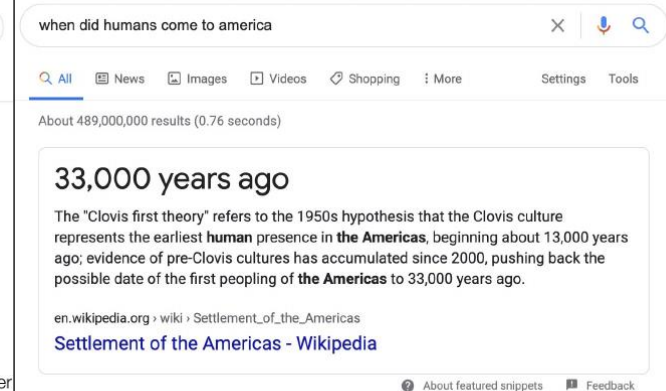 when did humans come to america
All News Images Videos Shopping More Settings Tools
About 489,000,000 results (0.76 seconds)
33,000 years ago
The "Clovis first theory" refers to the 1950s hypothesis that the Clovis culture
represents the earliest human presence in the Americas, beginning about 13,000 years
ago; evidence of pre-Clovis cultures has accumulated since 2000, pushing back the
possible date of the first peopling of the Americas to 33,000 years ago.
en.wikipedia.org › wiki › Settlement_of_the_Americas
Settlement of the Americas - Wikipedia
er
About featured snippets Feedback